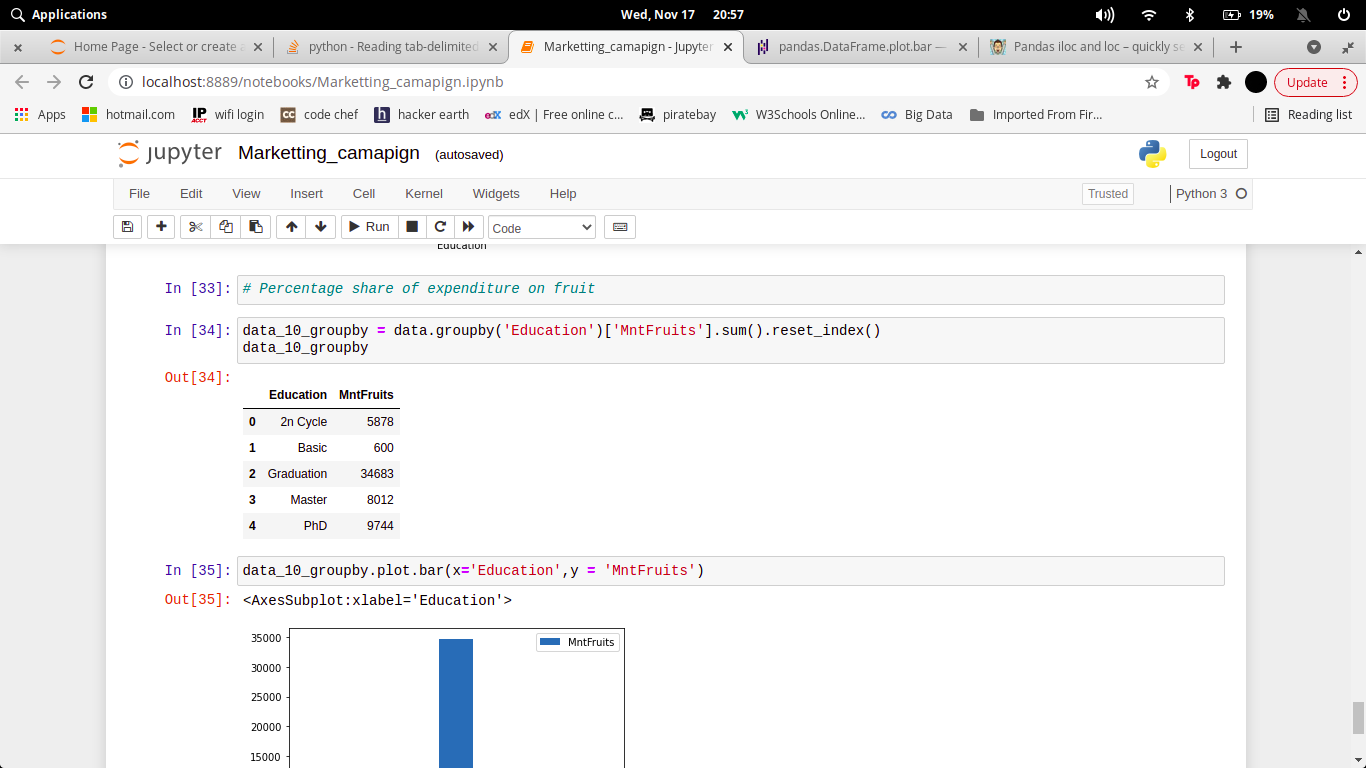 Applications
Wed, Nov 17 20:57
19%
Home Page - Select or create a
python - Reading tab-delimited
Marketting_camapign - Jupyter
pandas.DataFrame.plot.bar —
Pandas iloc and loc – quickly se
localhost:8889/notebooks/Marketting_camapign.ipynb
Tp
Update
Apps
hotmail.com
IP ACCT wifi login
CC code chef
h hacker earth
edX edX | Free online c...
piratebay
W3Schools Online...
Big Data
Imported From Fir...
Reading list
jupyter Marketting_camapign (autosaved)
Logout
File Edit View Insert Cell Kernel Widgets Help
Trusted
Python 3
Run
Code
Education
In [33]: # Percentage share of expenditure on fruit
In [34]: data_10_groupby = data.groupby('Education')['MntFruits'].sum().reset_index()
data_10_groupby
Out[34]:
Education MntFruits
0 2n Cycle 5878
1 Basic 600
2 Graduation 34683
3 Master 8012
4 PhD 9744
In [35]: data_10_groupby.plot.bar(x='Education',y = 'MntFruits')
Out[35]: <AxesSubplot:xlabel='Education'>
35000
MntFruits
30000
25000
20000
15000